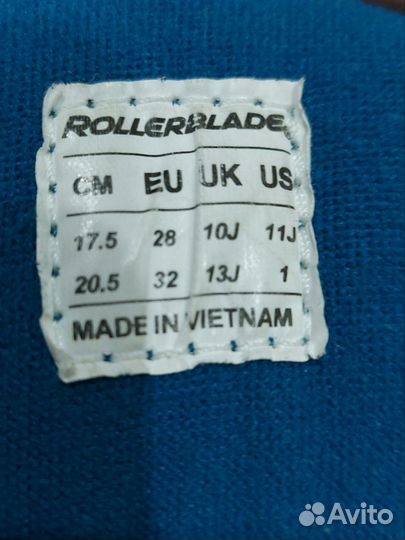 ROLLERBLADE
CM EU UK US
17.5 28 10J 11J
20.5 32 13J 1
MADE IN VIETNAM
Avito